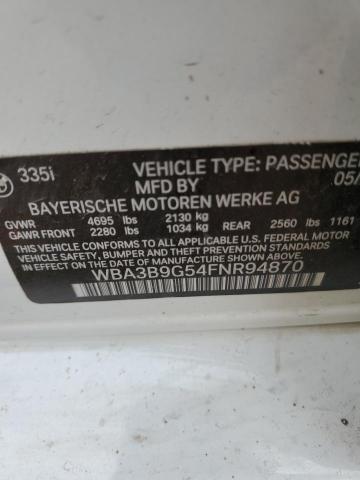 335i
VEHICLE TYPE: PASSENGE
MFD BY 05/
BAYERISCHE MOTOREN WERKE AG
GVWR 4695 lbs 2130 kg
GAWR FRONT 2280 lbs 1034 kg REAR 2560 lbs 1161
THIS VEHICLE CONFORMS TO ALL APPLICABLE U.S. FEDERAL MOTOR
VEHICLE SAFETY, BUMPER AND THEFT PREVENTION STANDARDS
IN EFFECT ON THE DATE OF MANUFACTURE SHOWN ABOVE.
WBA3B9G54FNR94870